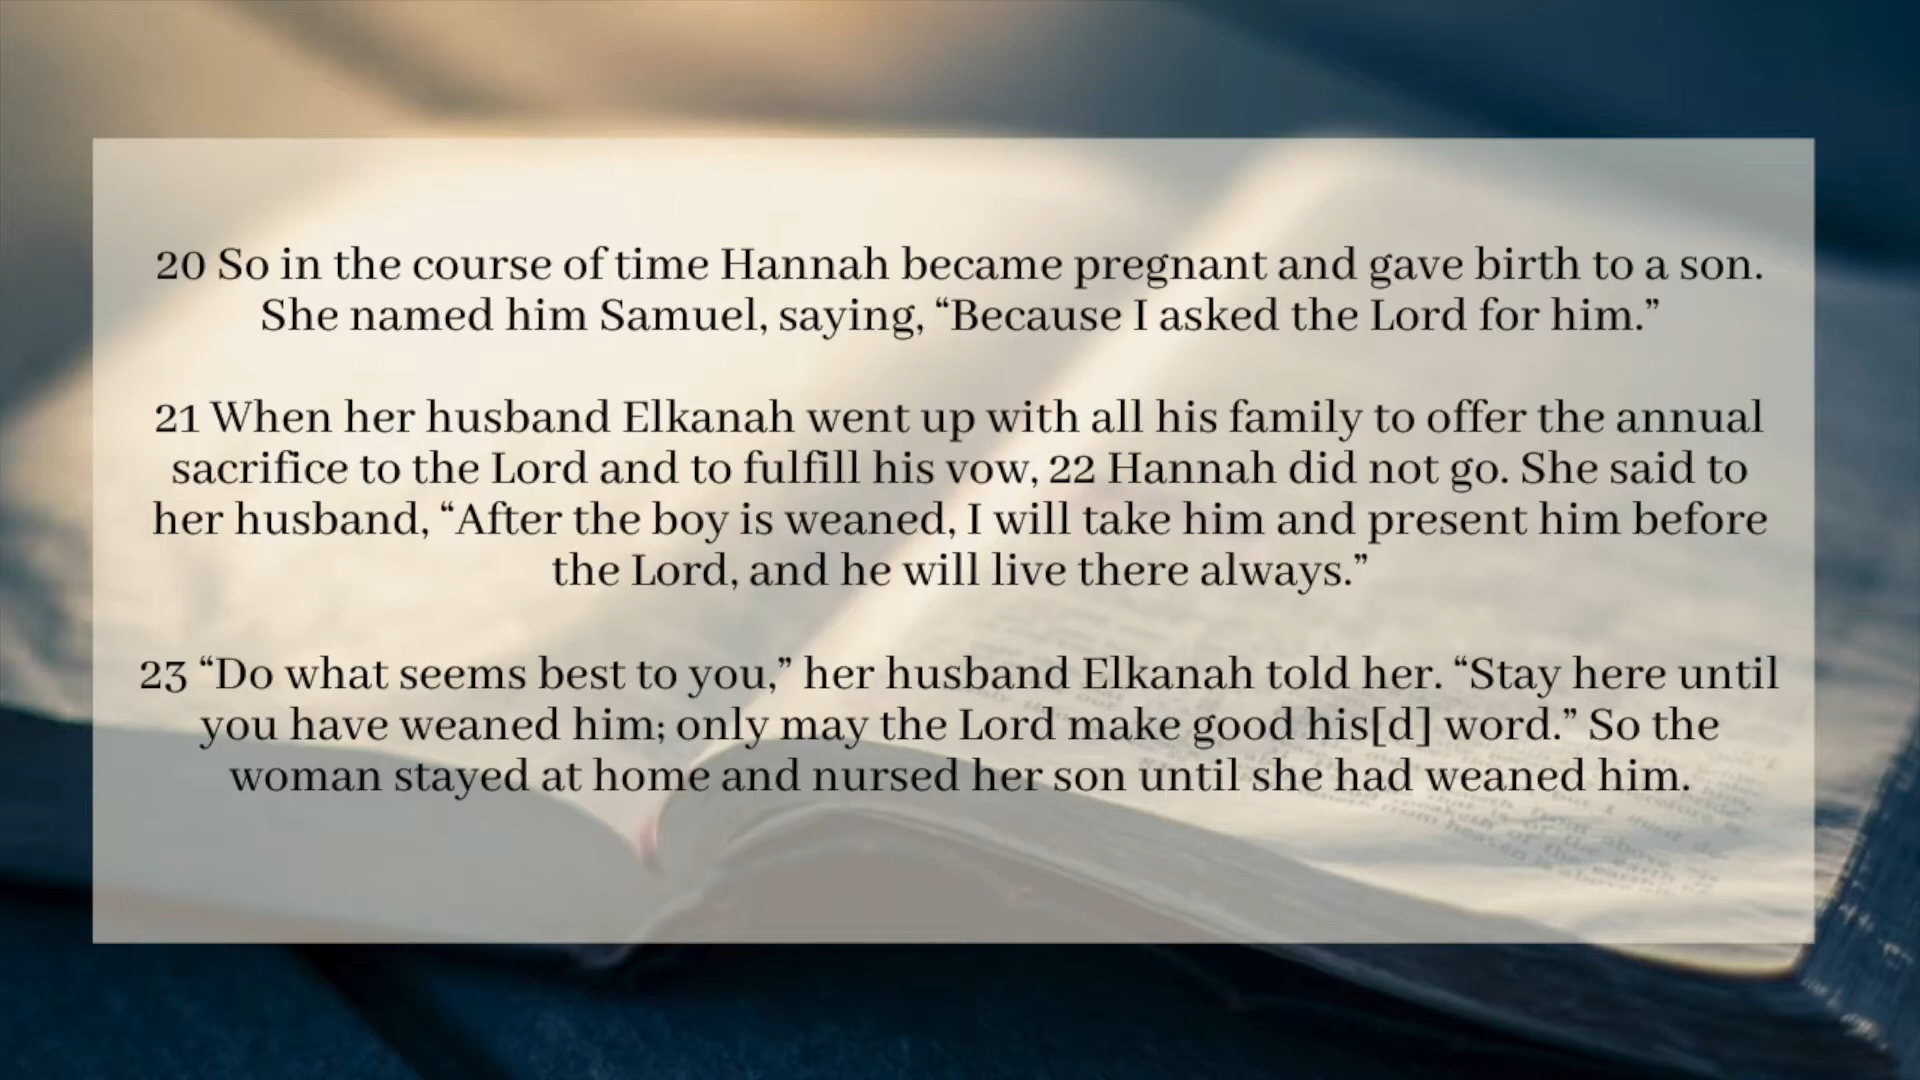 20 So in the course of time Hannah became pregnant and gave birth to a son.
She named him Samuel, saying, “Because I asked the Lord for him.”
21 When her husband Elkanah went up with all his family to offer the annual
sacrifice to the Lord and to fulfill his vow, 22 Hannah did not go. She said to
her husband, “After the boy is weaned, I will take him and present him before
the Lord, and he will live there always.”
23 “Do what seems best to you,” her husband Elkanah told her. “Stay here until
you have weaned him; only may the Lord make good his[d] word.” So the
woman stayed at home and nursed her son until she had weaned him.